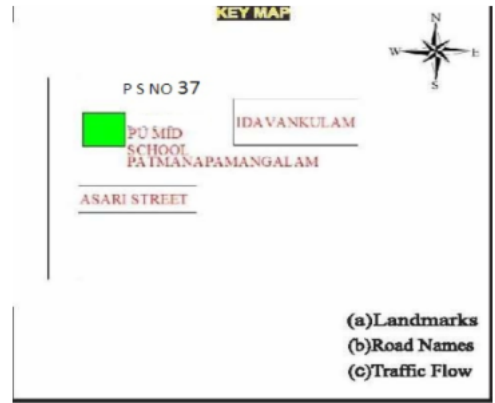 KEY MAP
N
W E
S
P S NO 37
IDAVANKULAM
PU MID
SCHOOL
PATMANAPAMANGALAM
ASARI STREET
(a)Landmarks
(b)Road Names
(c)Traffic Flow